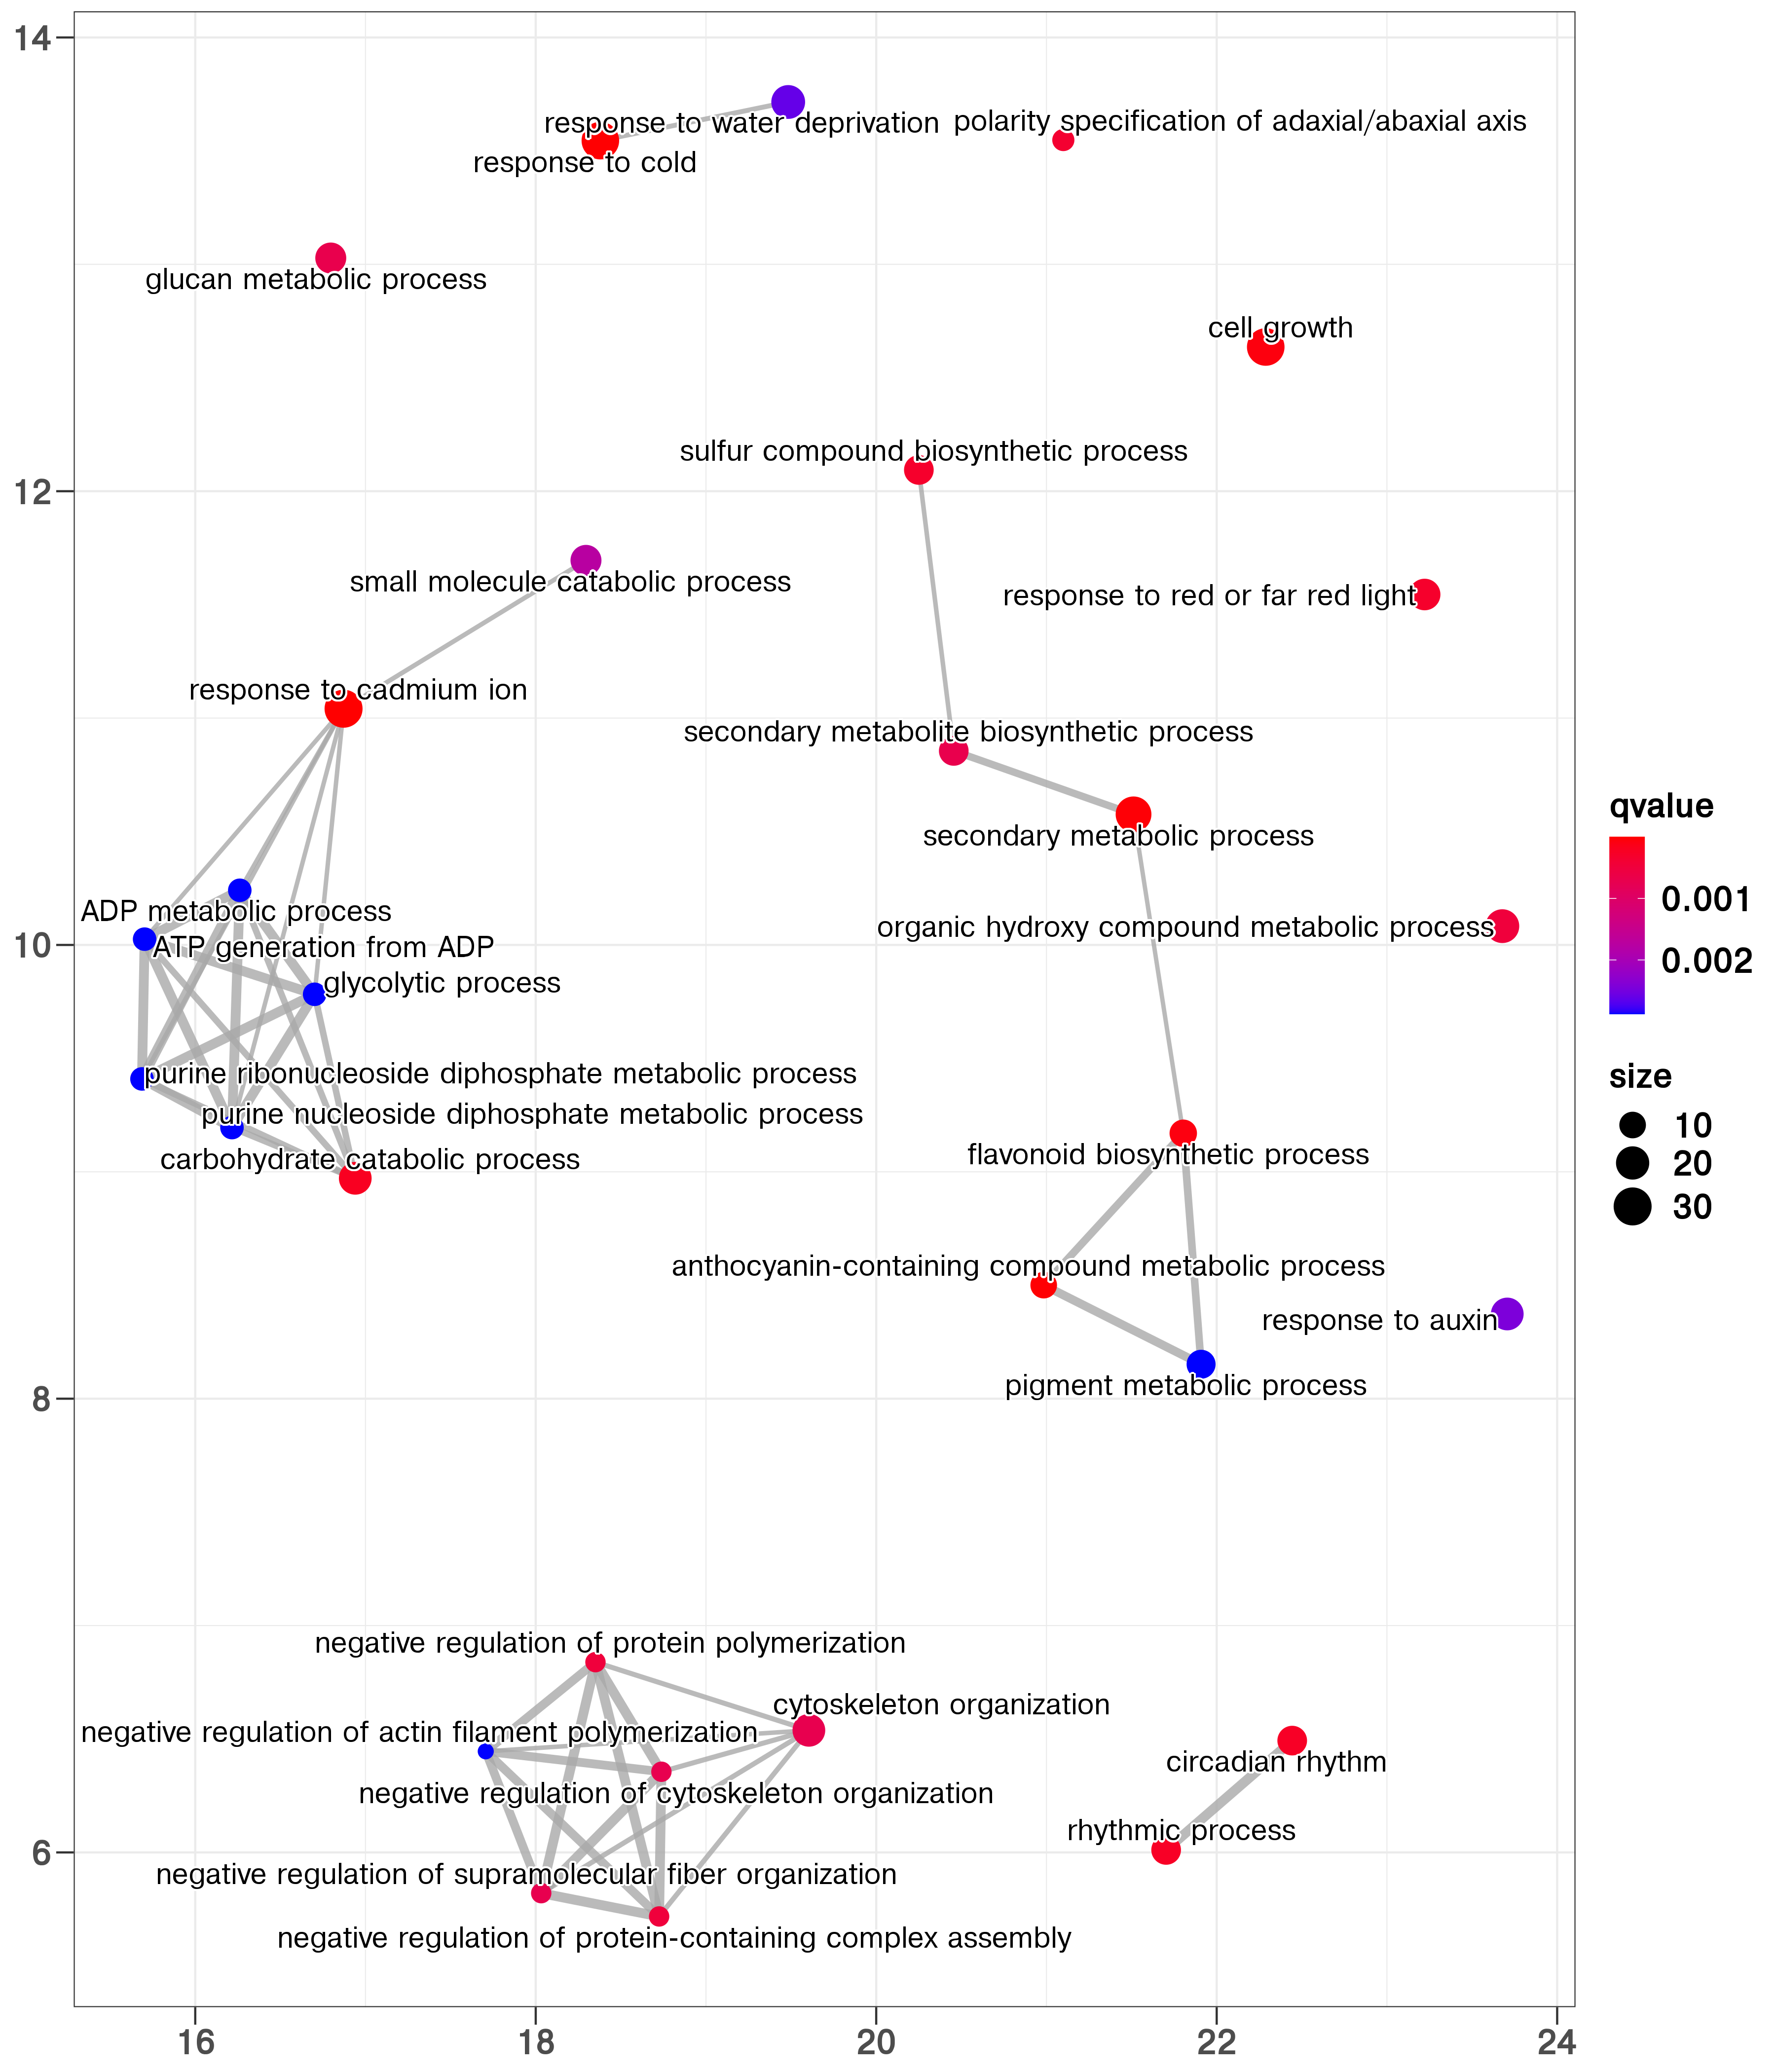 14
response to water deprivation
polarity specification of adaxial/abaxial axis
response to cold
glucan metabolic process
cell growth
sulfur compound biosynthetic process
12
small molecule catabolic process
response to red or far red light
response to cadmium ion
secondary metabolite biosynthetic process
secondary metabolic process
ADP metabolic process
organic hydroxy compound metabolic process
10
ATP generation from ADP
glycolytic process
purine ribonucleoside diphosphate metabolic process
purine nucleoside diphosphate metabolic process
flavonoid biosynthetic process
carbohydrate catabolic process
anthocyanin-containing compound metabolic process
response to auxin
pigment metabolic process
8
negative regulation of protein polymerization
cytoskeleton organization
negative regulation of actin filament polymerization
circadian rhythm
negative regulation of cytoskeleton organization
rhythmic process
6
negative regulation of supramolecular fiber organization
negative regulation of protein-containing complex assembly
16 18 20 22 24
qvalue
0.001
0.002
size
10
20
30